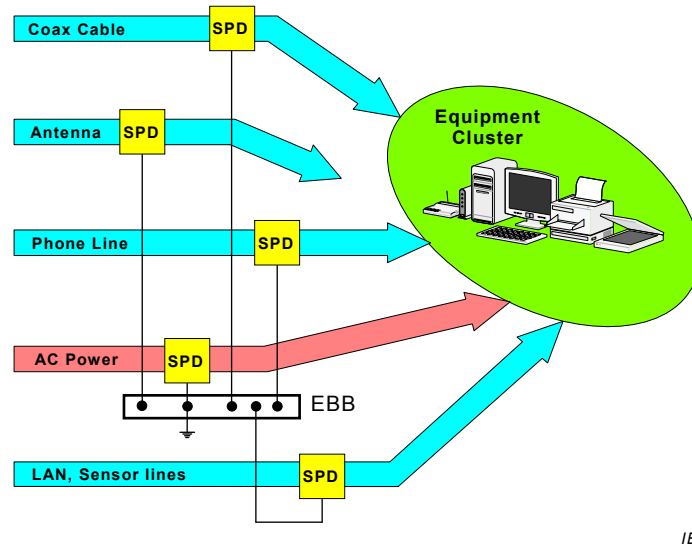 Coax Cable
SPD
Equipment
Cluster
Antenna
SPD
Phone Line
SPD
AC Power
SPD
EBB
LAN, Sensor lines
SPD